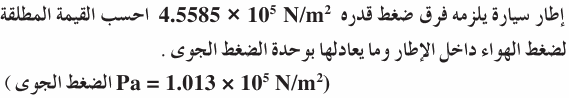 إطار سيارة يلزمه فرق ضغط قدره 4.5585 × 10⁵ N/m² احسب القيمة المطلقة
لضغط الهواء داخل الإطار وما يعادلها بوحدة الضغط الجوى .
(الضغط الجوى Pa = 1.013 × 10⁵ N/m²)